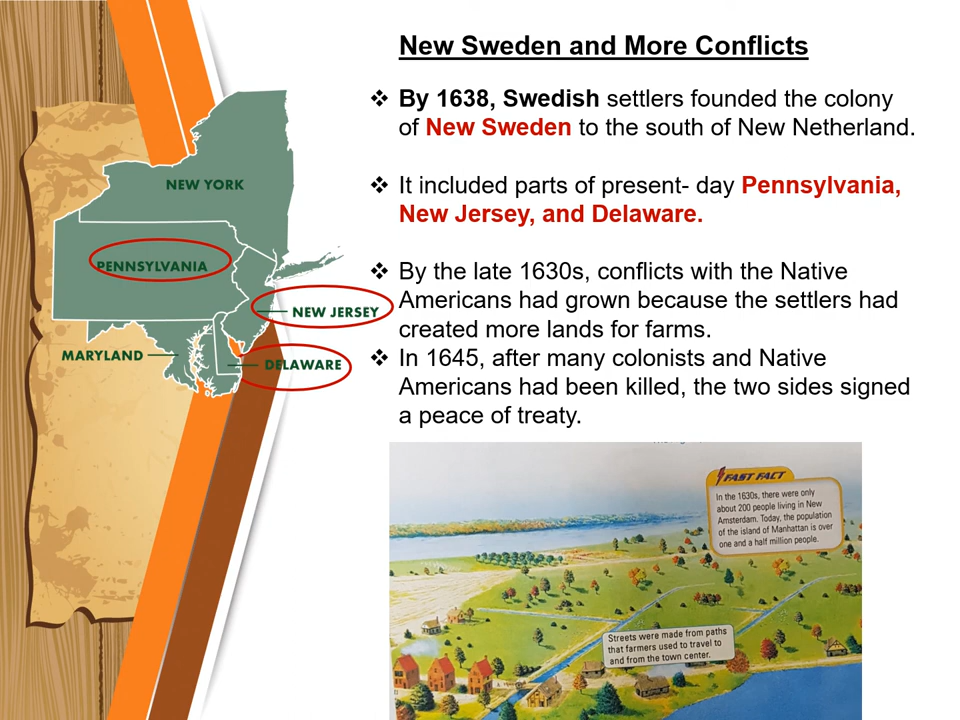 New Sweden and More Conflicts
❖ By 1638, Swedish settlers founded the colony
of New Sweden to the south of New Netherland.
❖ It included parts of present- day Pennsylvania,
New Jersey, and Delaware.
❖ By the late 1630s, conflicts with the Native
Americans had grown because the settlers had
created more lands for farms.
❖ In 1645, after many colonists and Native
Americans had been killed, the two sides signed
a peace of treaty.
NEW YORK
PENNSYLVANIA
NEW JERSEY
MARYLAND
DELAWARE
FAST FACT
In the 1630s, there were only
about 200 people living in New
Amsterdam. Today, the population
of the island of Manhattan is over
one and a half million people.
Streets were made from paths
that farmers used to travel to
and from the town center.